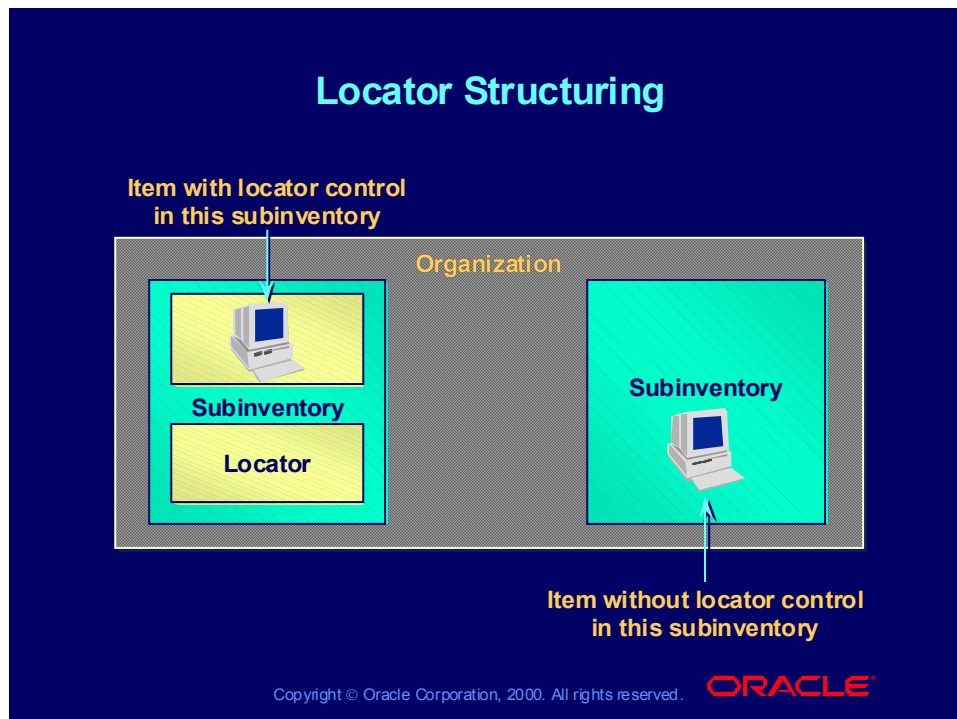 Locator Structuring
Item with locator control
in this subinventory
Organization
Subinventory
Locator
Subinventory
Item without locator control
in this subinventory
Copyright © Oracle Corporation, 2000. All rights reserved.
ORACLE®